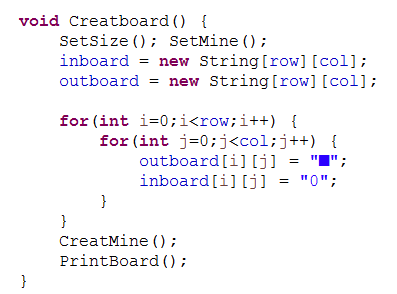 void Creatboard() {
    SetSize(); SetMine();
    inboard = new String[row][col];
    outboard = new String[row][col];

    for(int i=0;i<row;i++) {
        for(int j=0;j<col;j++) {
            outboard[i][j] = "■";
            inboard[i][j] = "0";
        }
    }
    CreatMine();
    PrintBoard();
}